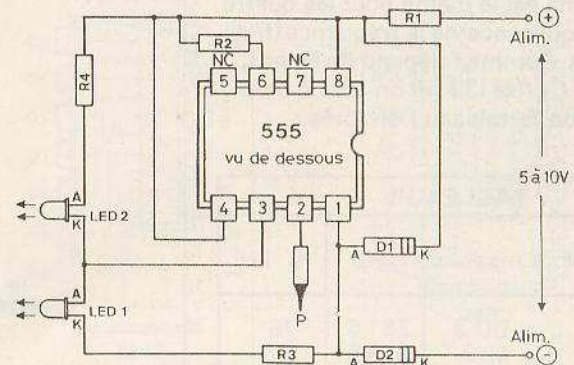 R1
+
Alim.
R2
NC NC
5 6 7 8
R4
555
vu de dessous
5 à 10V
4 3 2 1
A
LED 2
K
D1
A K
P
A
LED 1
K
R3
D2
A K
Alim.
-